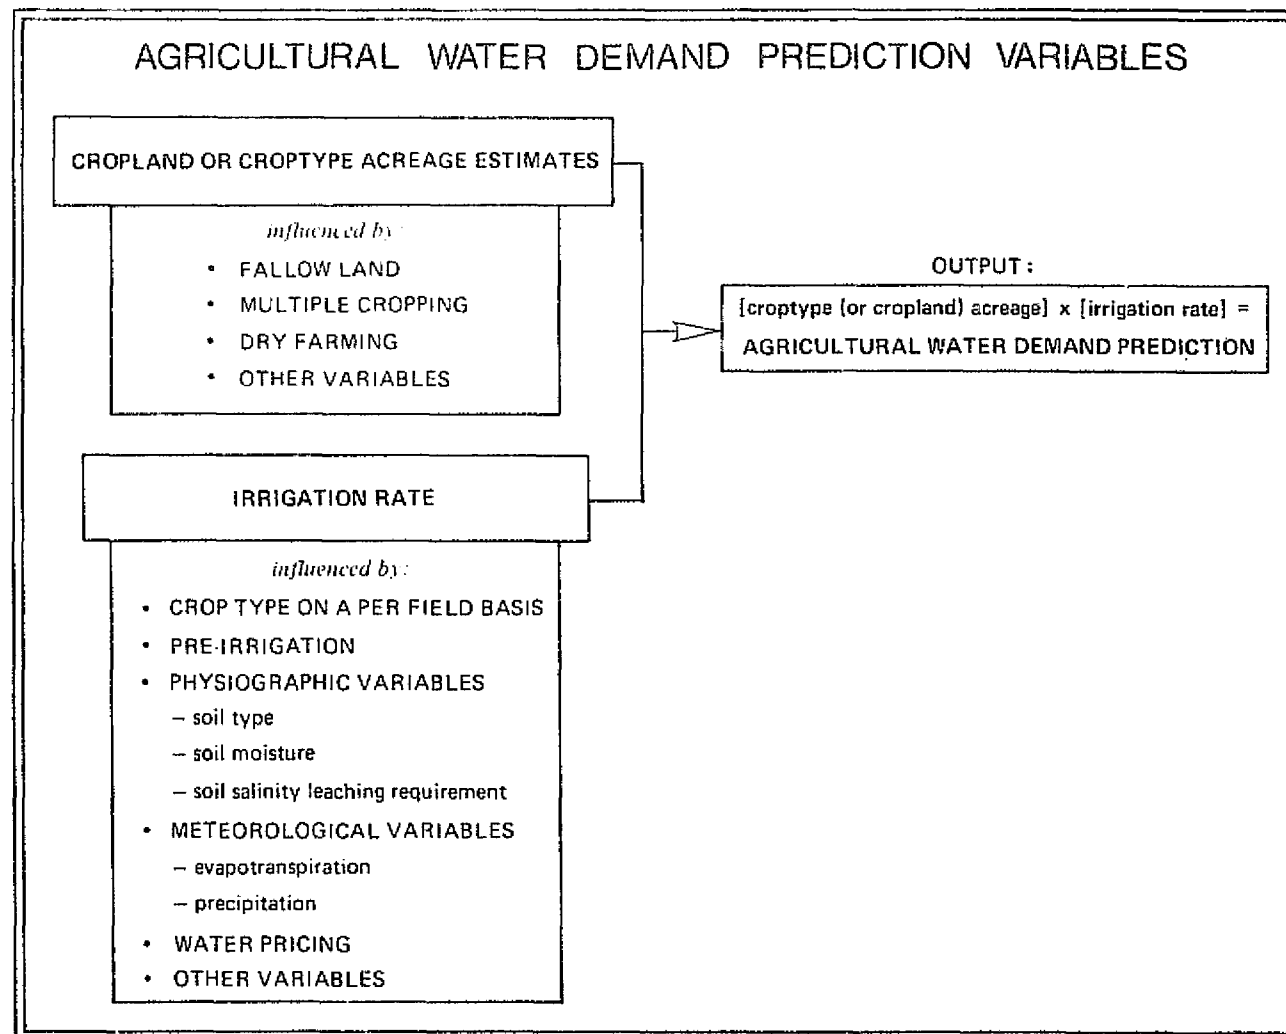 AGRICULTURAL WATER DEMAND PREDICTION VARIABLES
CROPLAND OR CROPTYPE ACREAGE ESTIMATES
influenced by:
• FALLOW LAND
• MULTIPLE CROPPING
• DRY FARMING
• OTHER VARIABLES
IRRIGATION RATE
influenced by:
• CROP TYPE ON A PER FIELD BASIS
• PRE-IRRIGATION
• PHYSIOGRAPHIC VARIABLES
– soil type
– soil moisture
– soil salinity leaching requirement
• METEOROLOGICAL VARIABLES
– evapotranspiration
– precipitation
• WATER PRICING
• OTHER VARIABLES
OUTPUT:
[croptype (or cropland) acreage] x [irrigation rate] =
AGRICULTURAL WATER DEMAND PREDICTION